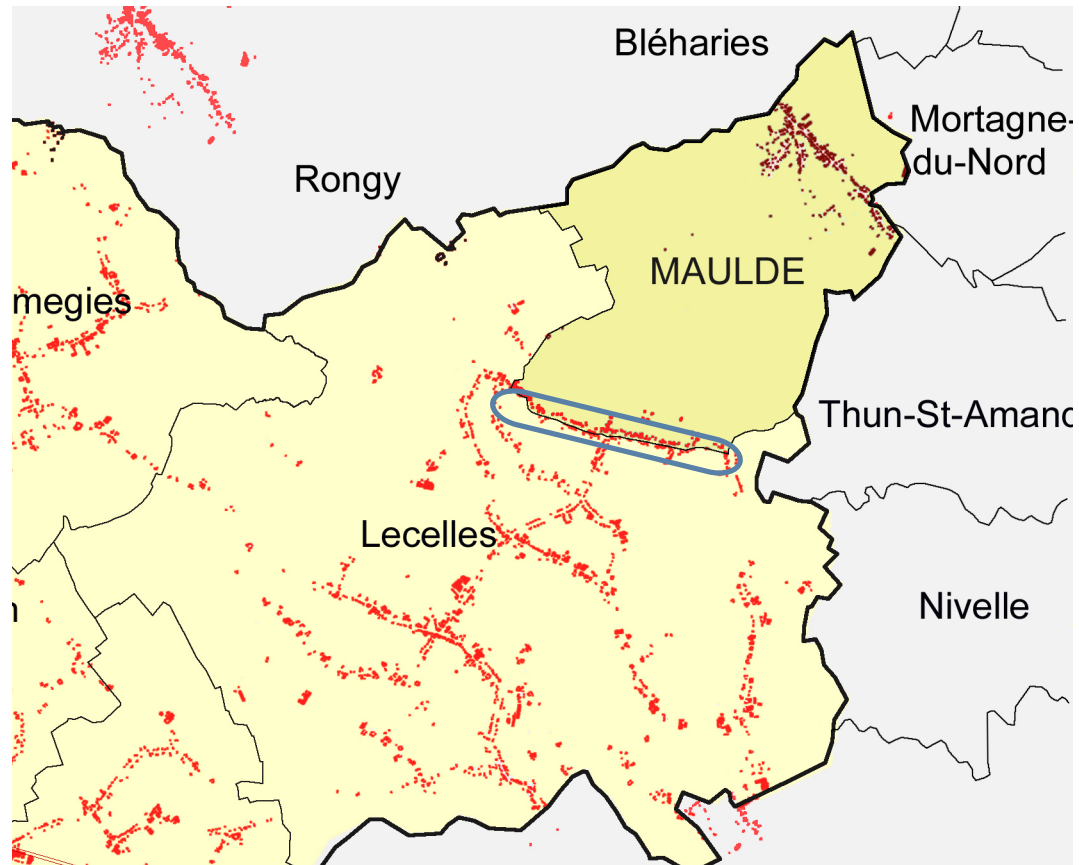 Bléharies
Mortagne-
du-Nord
Rongy
MAULDE
megies
Thun-St-Amand
Lecelles
Nivelle
n